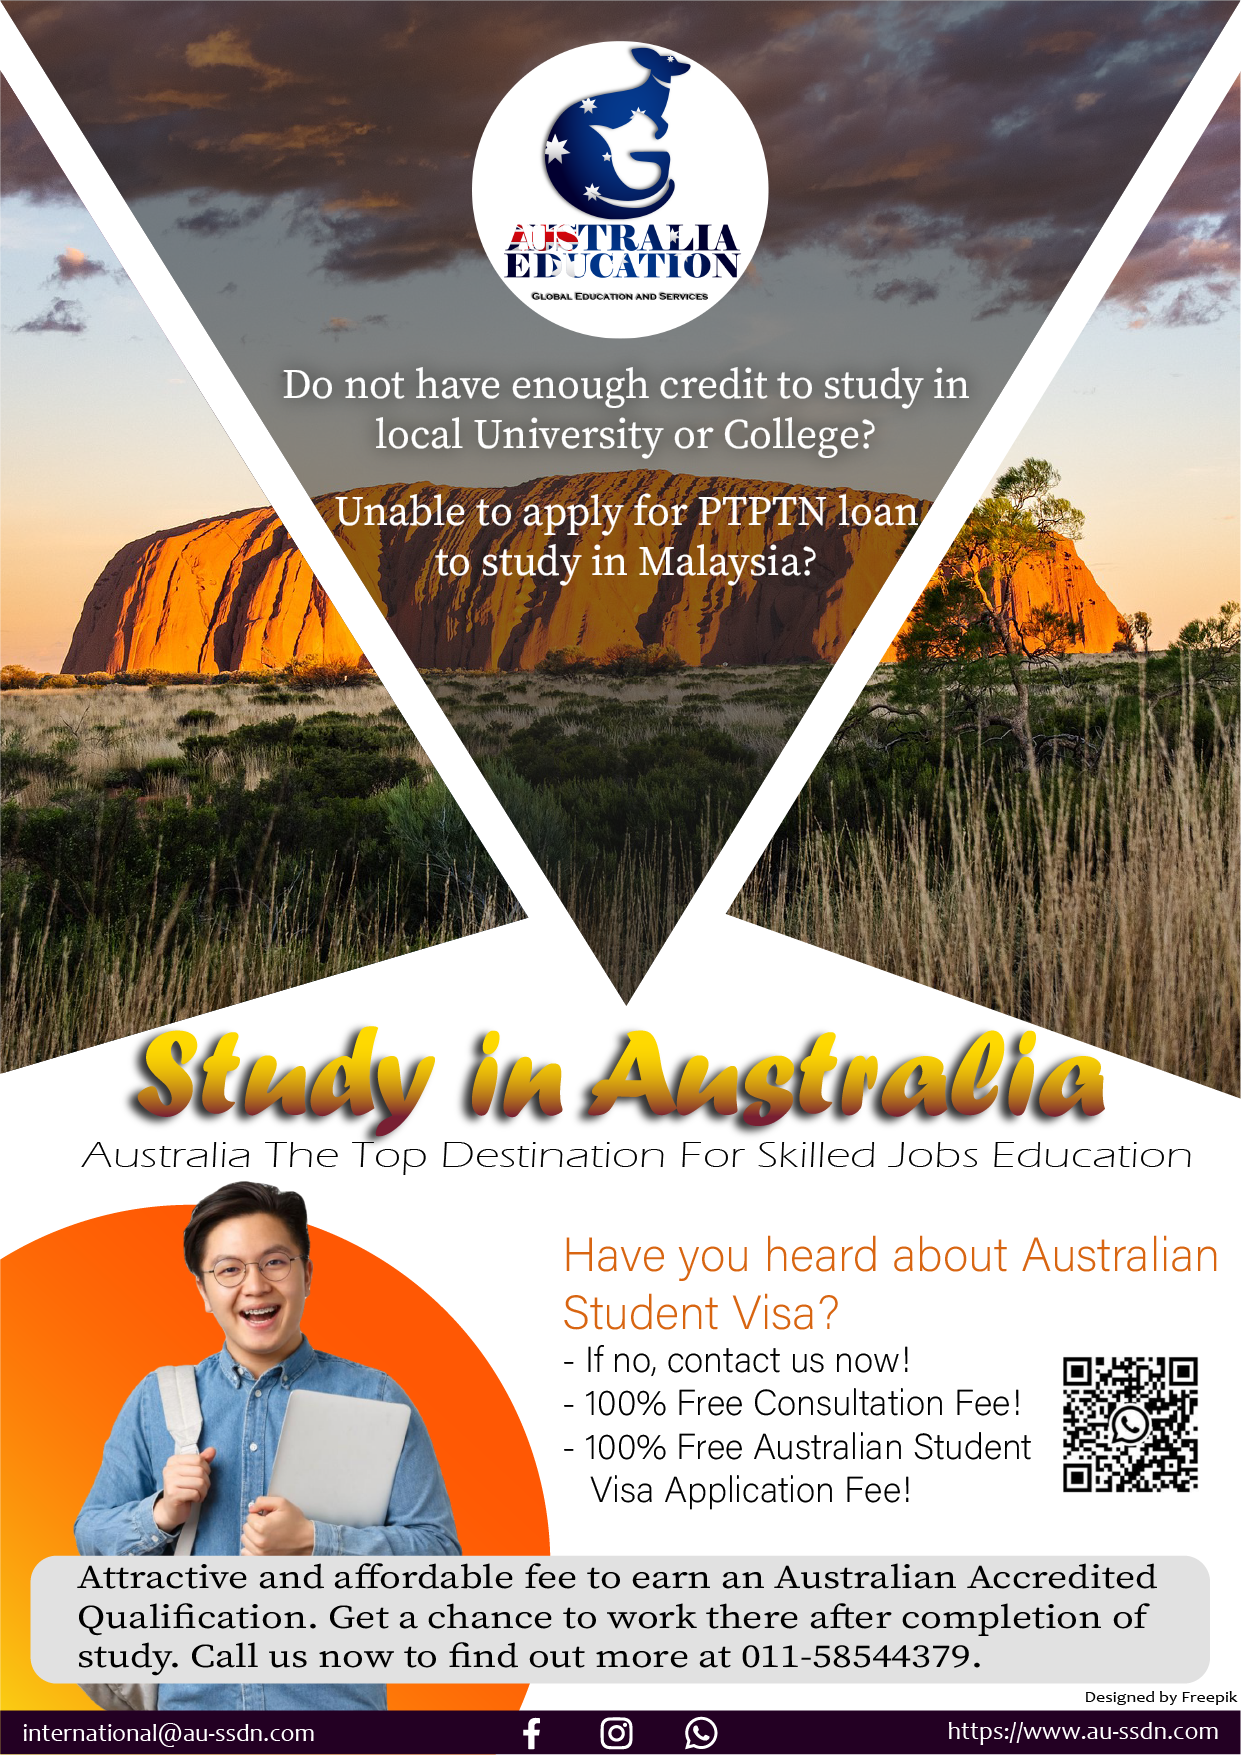 AUSTRALIA
EDUCATION
Global Education and Services
Do not have enough credit to study in
local University or College?
Unable to apply for PTPTN loan
to study in Malaysia?
Study in Australia
Australia The Top Destination For Skilled Jobs Education
Have you heard about Australian
Student Visa?
- If no, contact us now!
- 100% Free Consultation Fee!
- 100% Free Australian Student
Visa Application Fee!
Attractive and affordable fee to earn an Australian Accredited
Qualification. Get a chance to work there after completion of
study. Call us now to find out more at 011-58544379.
Designed by Freepik
international@au-ssdn.com
https://www.au-ssdn.com